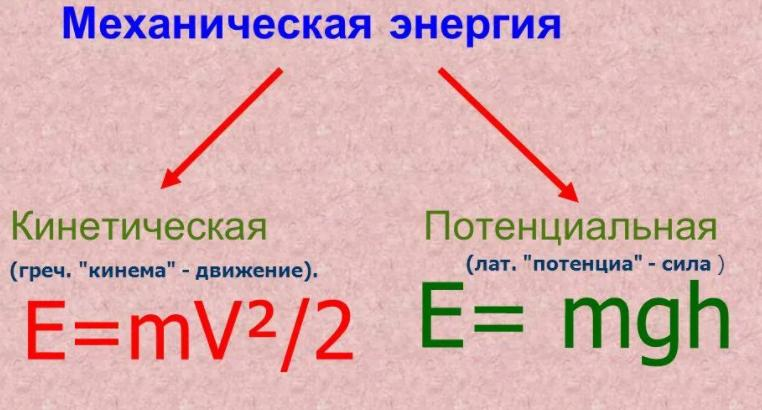 Механическая энергия
Кинетическая
(греч. "кинема" - движение).
E=mV²/2
Потенциальная
(лат. "потенциа" - сила )
E= mgh